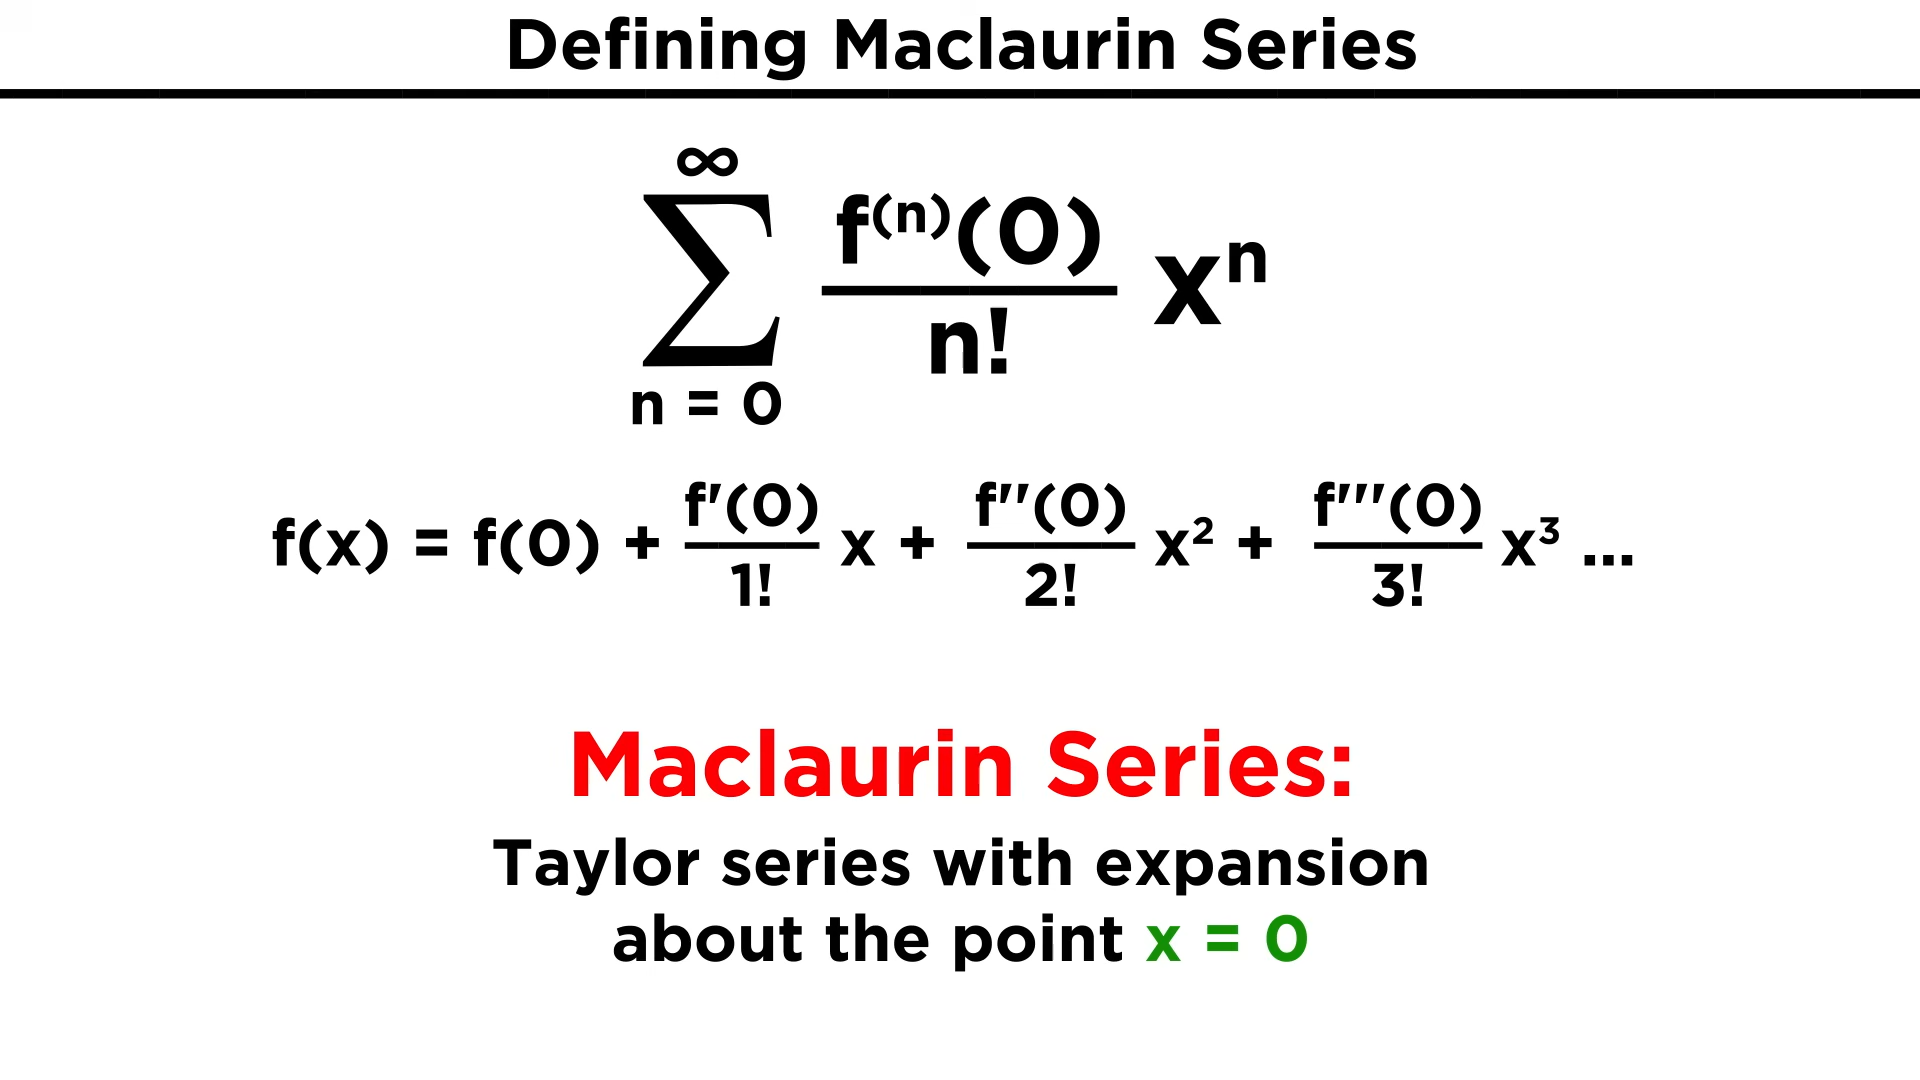 Defining Maclaurin Series
∞
∑ f⁽ⁿ⁾(0)/n! xⁿ
n = 0
f(x) = f(0) + f'(0)/1! x + f''(0)/2! x² + f'''(0)/3! x³ ...
Maclaurin Series:
Taylor series with expansion
about the point x = 0